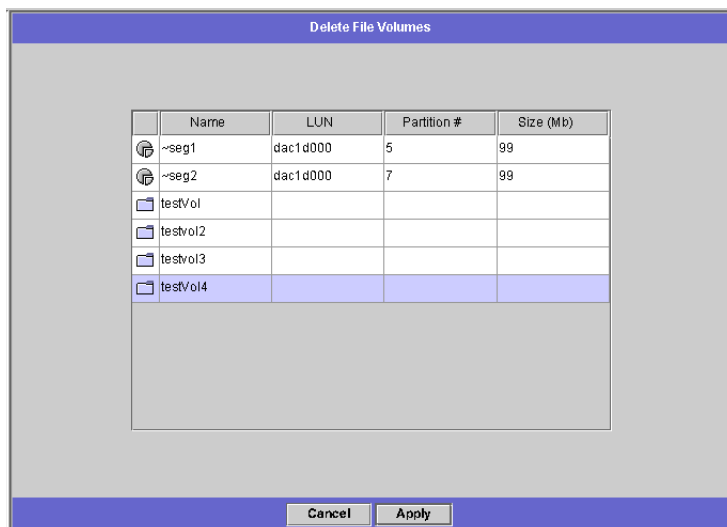 Delete File Volumes
Name LUN Partition # Size (Mb)
~seg1 dac1d000 5 99
~seg2 dac1d000 7 99
testVol
testvol2
testvol3
testVol4
Cancel Apply